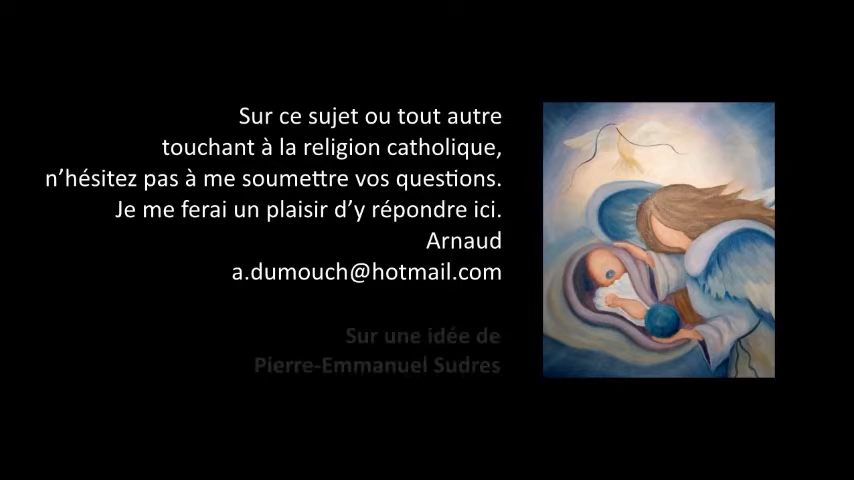 Sur ce sujet ou tout autre
touchant à la religion catholique,
n’hésitez pas à me soumettre vos questions.
Je me ferai un plaisir d’y répondre ici.
Arnaud
a.dumouch@hotmail.com
Sur une idée de
Pierre-Emmanuel Sudres